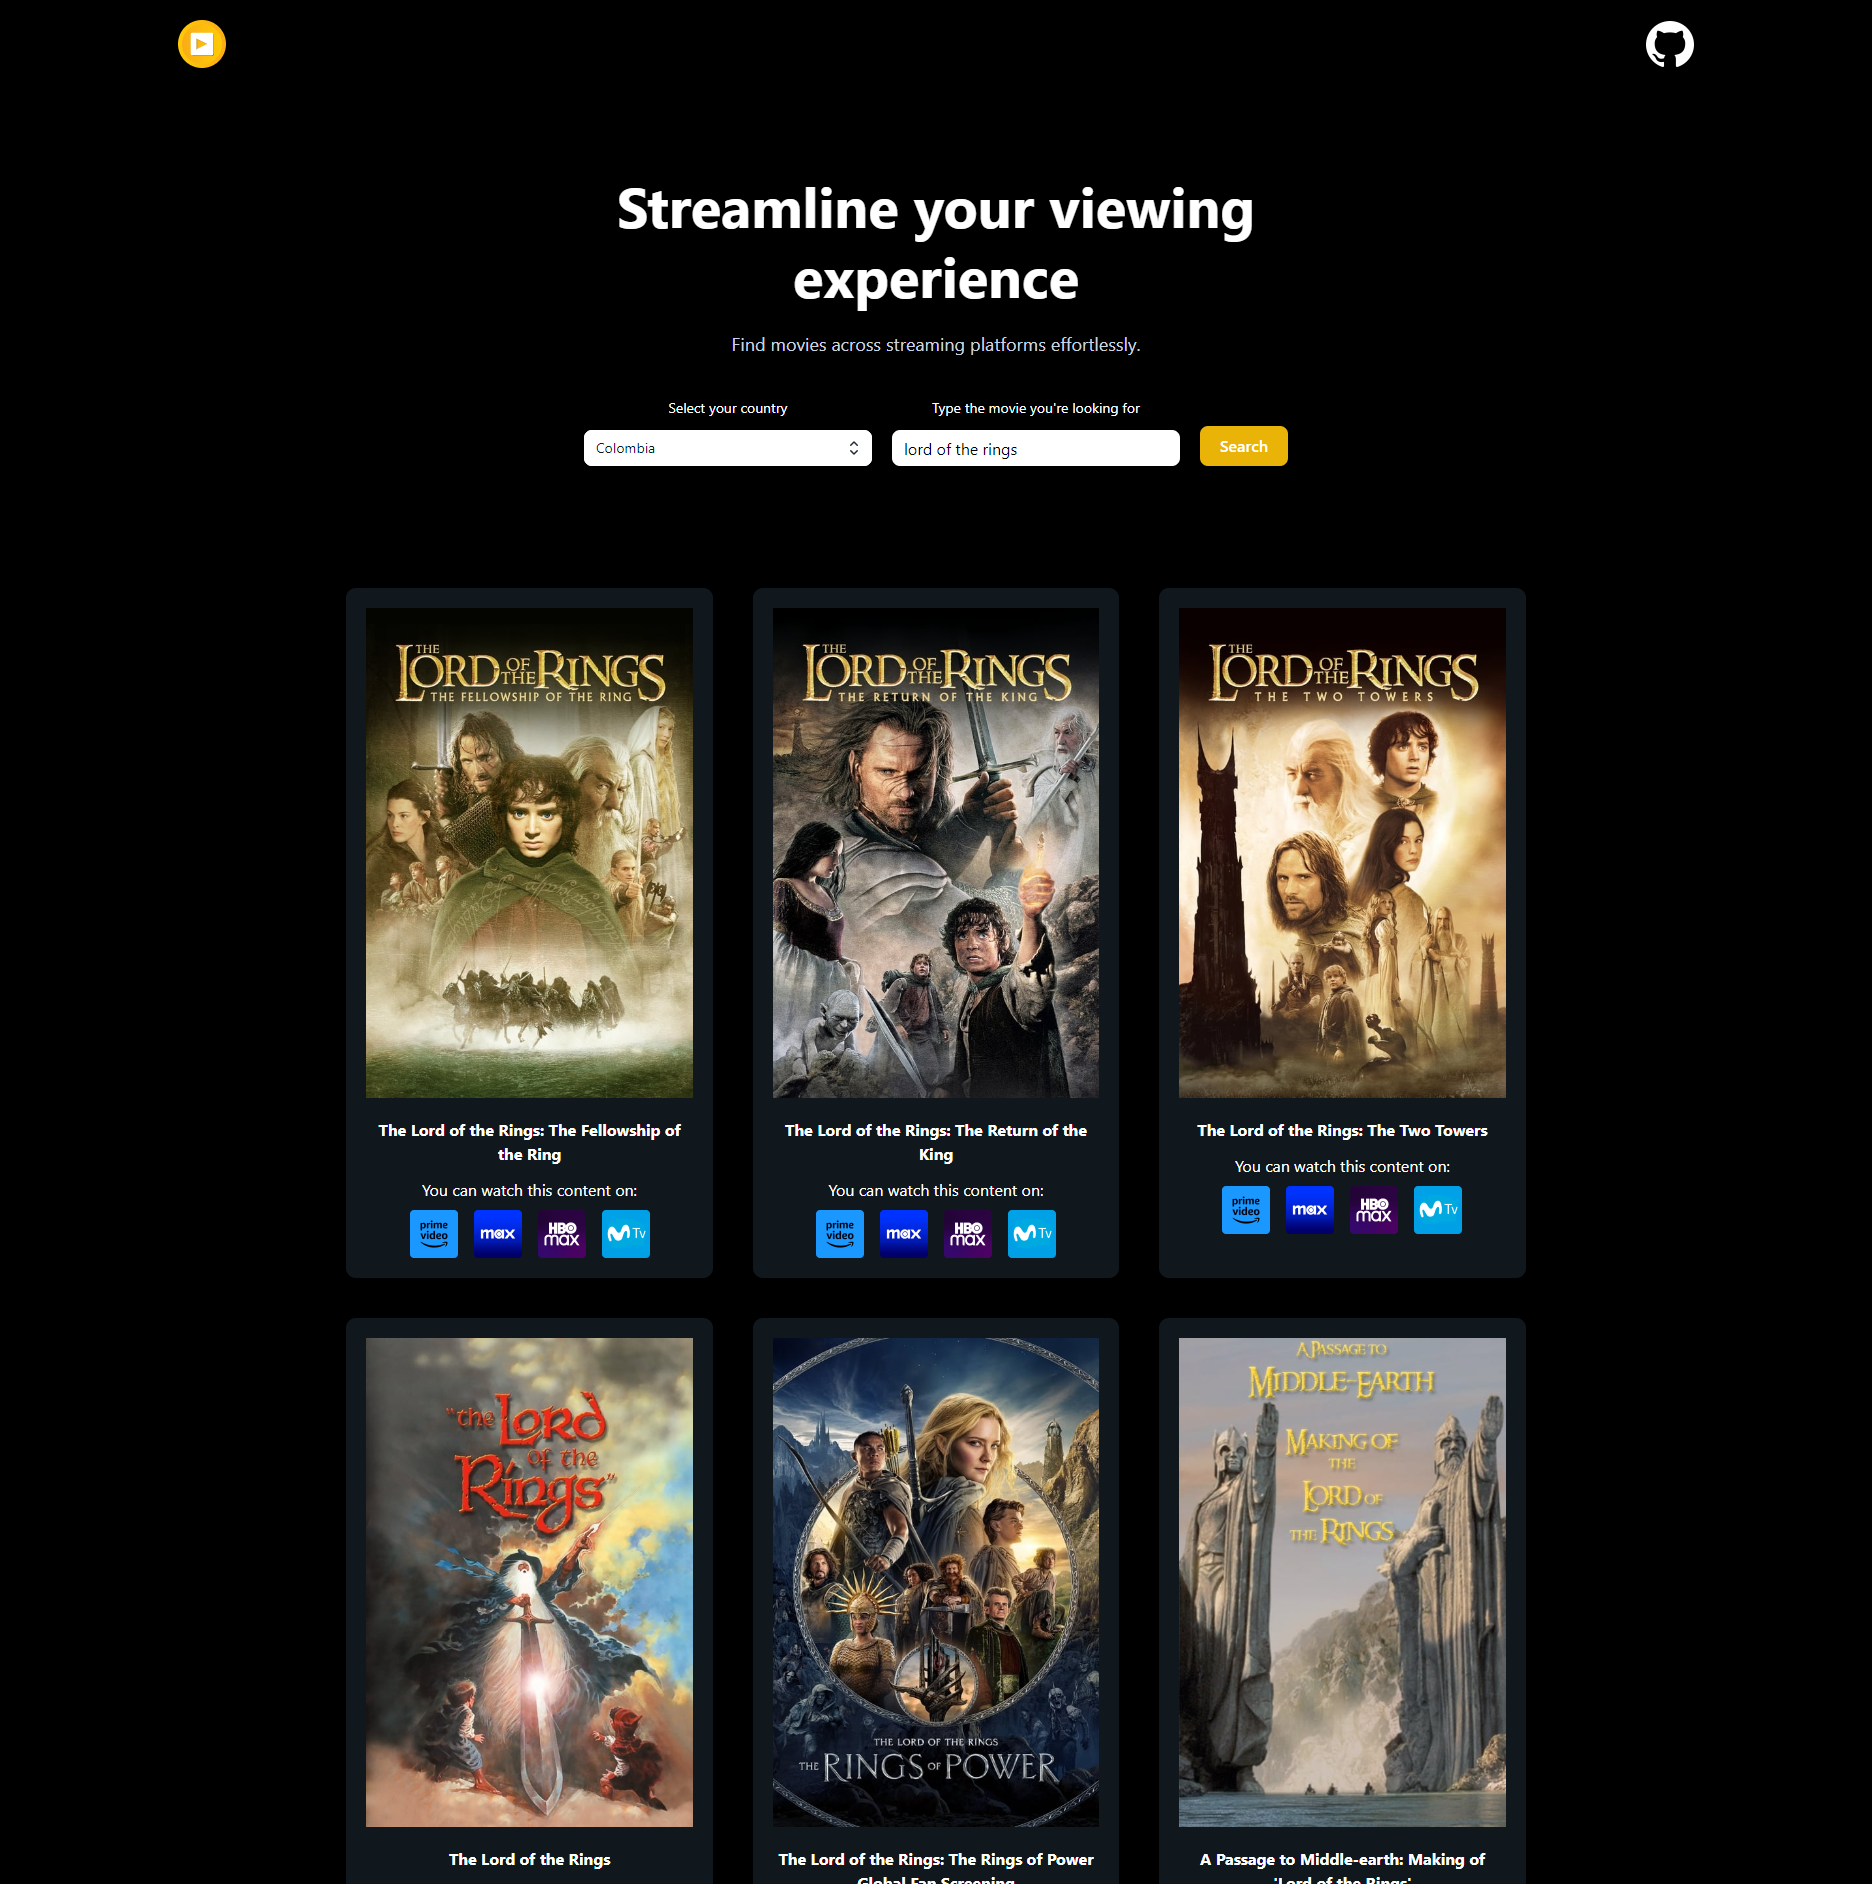 Streamline your viewing
experience
Find movies across streaming platforms effortlessly.
Select your country
Type the movie you're looking for
Colombia
lord of the rings
Search
THE
LORD OF THE RINGS
THE FELLOWSHIP OF THE RING
THE
LORD OF THE RINGS
THE RETURN OF THE KING
THE
LORD OF THE RINGS
THE TWO TOWERS
The Lord of the Rings: The Fellowship of
the Ring
You can watch this content on:
prime
video
max
HBO
max
Tv
The Lord of the Rings: The Return of the
King
You can watch this content on:
prime
video
max
HBO
max
Tv
The Lord of the Rings: The Two Towers
You can watch this content on:
prime
video
max
HBO
max
Tv
"the Lord
of the
Rings"
THE LORD OF THE RINGS
THE RINGS OF POWER
A PASSAGE TO
MIDDLE-EARTH
MAKING OF
THE
LORD OF
THE RINGS
The Lord of the Rings
The Lord of the Rings: The Rings of Power
Global Fan Screening
A Passage to Middle-earth: Making of
'Lord of the Rings'